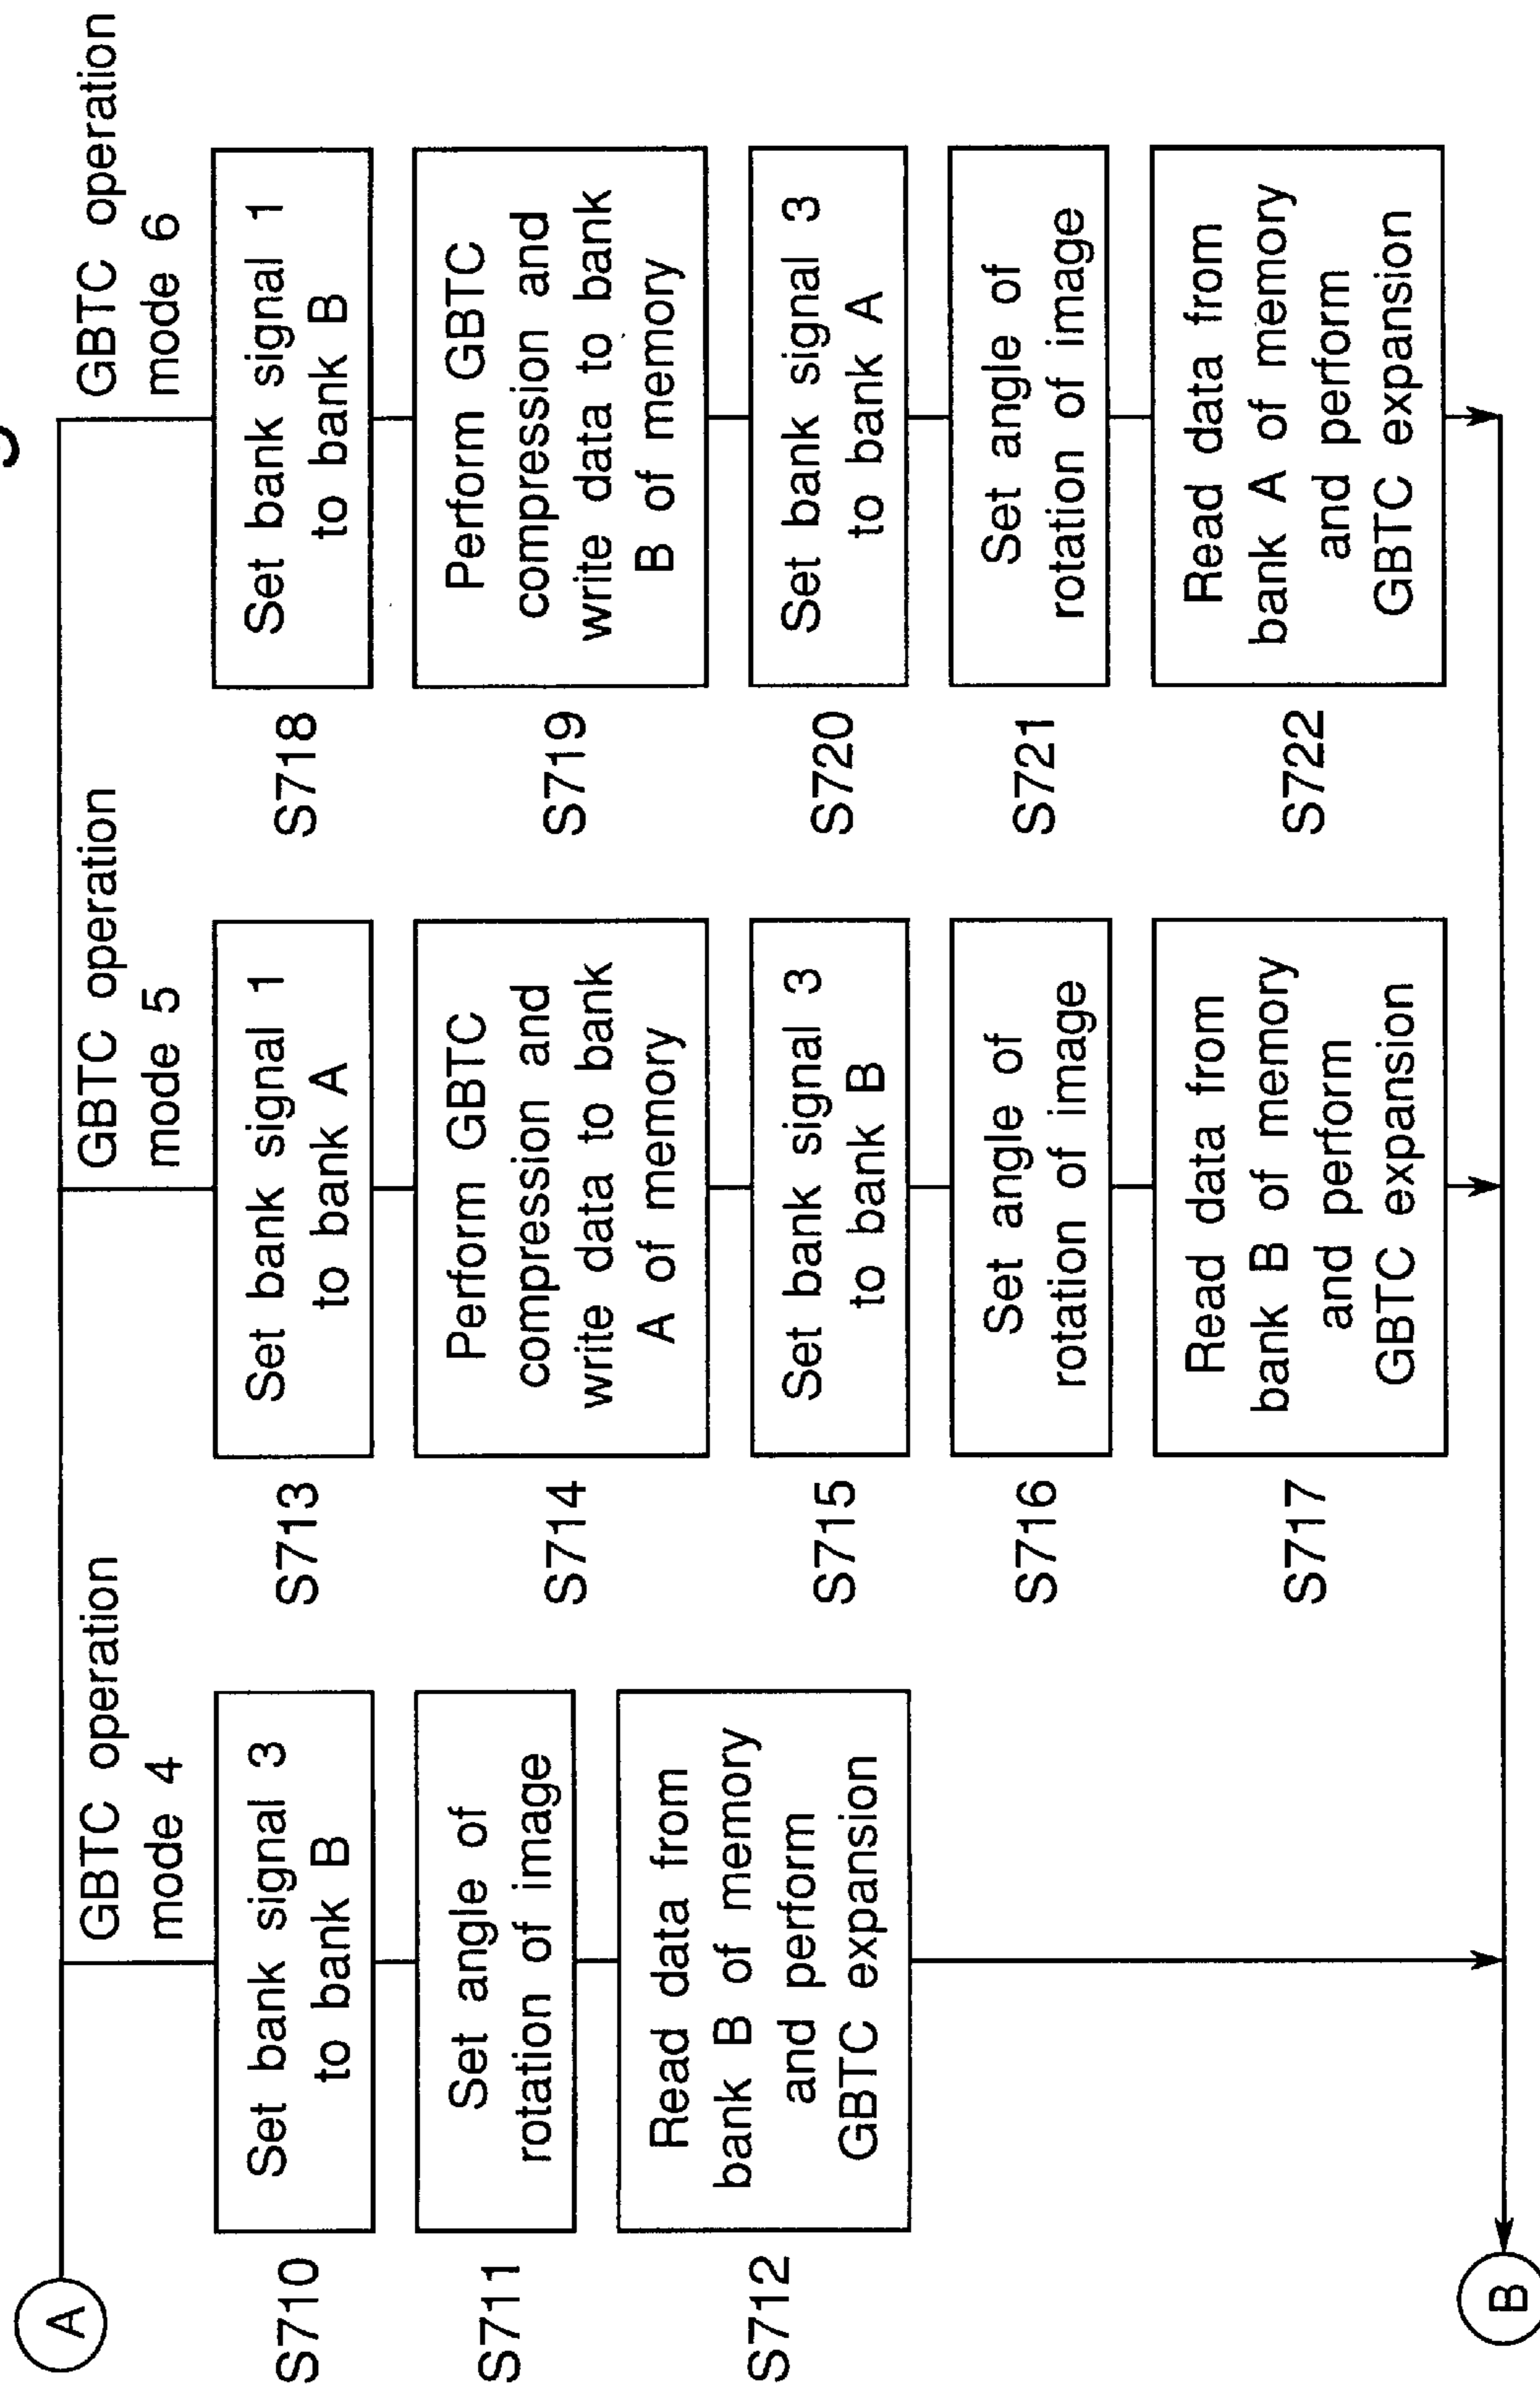 A
GBTC operation
mode 4
S710
Set bank signal 3
to bank B
S711
Set angle of
rotation of image
S712
Read data from
bank B of memory
and perform
GBTC expansion
GBTC operation
mode 5
S713
Set bank signal 1
to bank A
S714
Perform GBTC
compression and
write data to bank
A of memory
S715
Set bank signal 3
to bank B
S716
Set angle of
rotation of image
S717
Read data from
bank B of memory
and perform
GBTC expansion
GBTC operation
mode 6
S718
Set bank signal 1
to bank B
S719
Perform GBTC
compression and
write data to bank
B of memory
S720
Set bank signal 3
to bank A
S721
Set angle of
rotation of image
S722
Read data from
bank A of memory
and perform
GBTC expansion
B